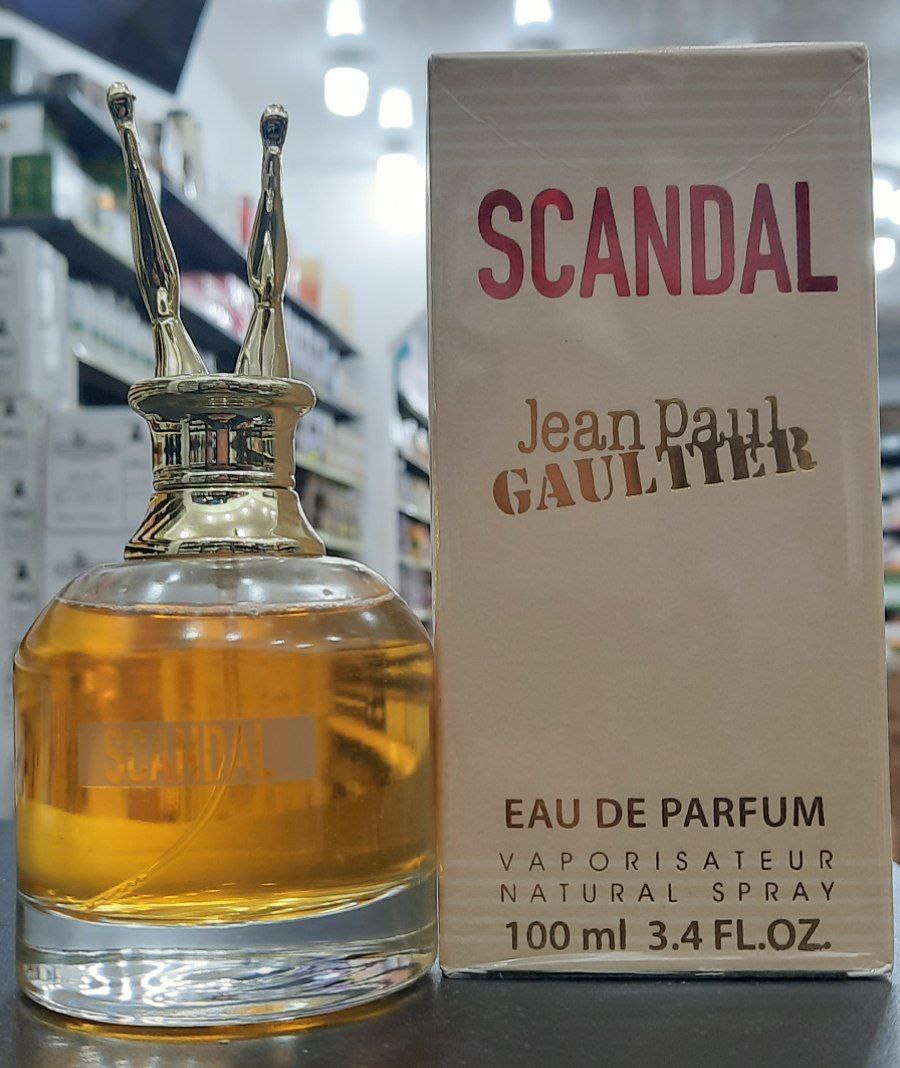 SCANDAL
Jean Paul
GAULTIER
SCANDAL
EAU DE PARFUM
VAPORISATEUR
NATURAL SPRAY
100 ml 3.4 FL.OZ.